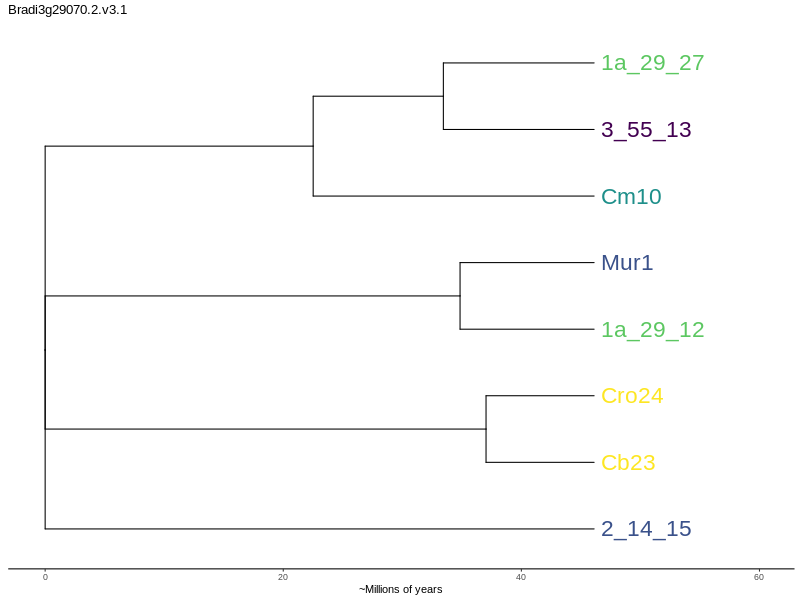 Bradi3g29070.2.v3.1
1a_29_27
3_55_13
Cm10
Mur1
1a_29_12
Cro24
Cb23
2_14_15
0 20 40 60
~Millions of years